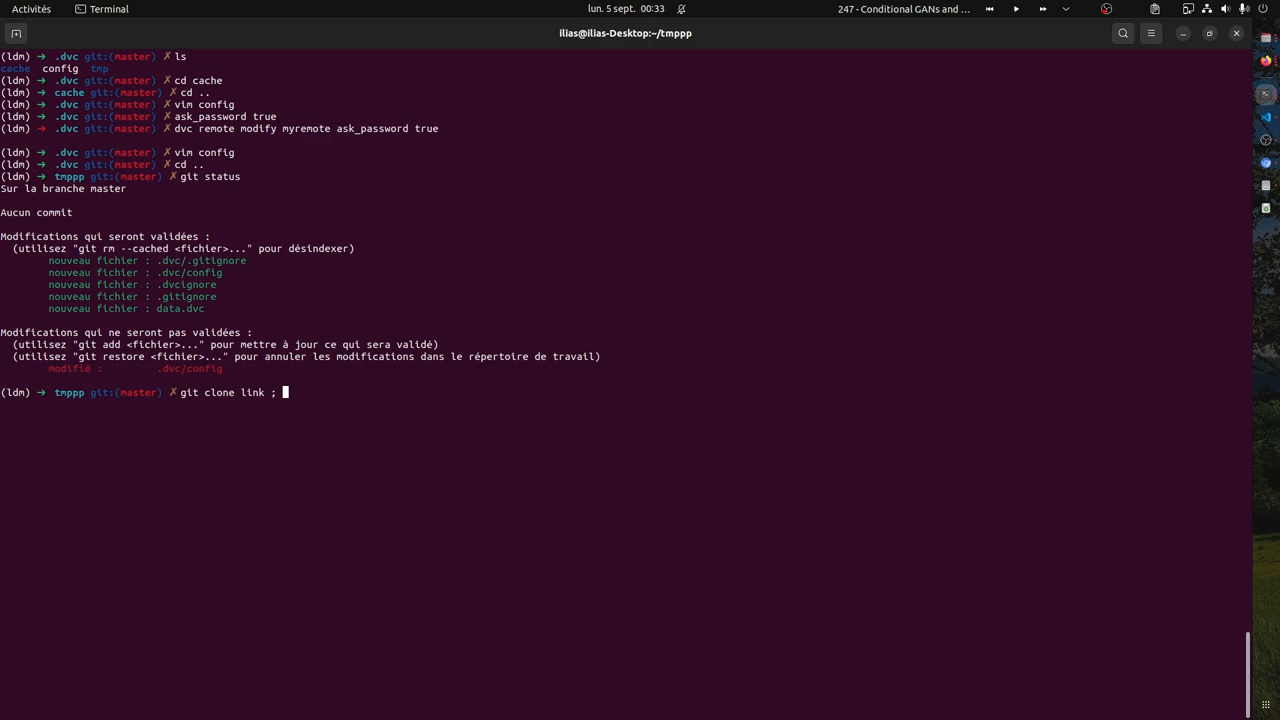 Activités
Terminal
lun. 5 sept. 00:33
247 - Conditional GANs and ...
ilias@ilias-Desktop:~/tmppp
(ldm) ➜ .dvc git:(master) ✗ ls
cache config tmp
(ldm) ➜ .dvc git:(master) ✗ cd cache
(ldm) ➜ cache git:(master) ✗ cd ..
(ldm) ➜ .dvc git:(master) ✗ vim config
(ldm) ➜ .dvc git:(master) ✗ ask_password true
(ldm) ➜ .dvc git:(master) ✗ dvc remote modify myremote ask_password true
(ldm) ➜ .dvc git:(master) ✗ vim config
(ldm) ➜ .dvc git:(master) ✗ cd ..
(ldm) ➜ tmppp git:(master) ✗ git status
Sur la branche master
Aucun commit
Modifications qui seront validées :
(utilisez "git rm --cached <fichier>..." pour désindexer)
nouveau fichier : .dvc/.gitignore
nouveau fichier : .dvc/config
nouveau fichier : .dvcignore
nouveau fichier : .gitignore
nouveau fichier : data.dvc
Modifications qui ne seront pas validées :
(utilisez "git add <fichier>..." pour mettre à jour ce qui sera validé)
(utilisez "git restore <fichier>..." pour annuler les modifications dans le répertoire de travail)
modifié : .dvc/config
(ldm) ➜ tmppp git:(master) ✗ git clone link ;